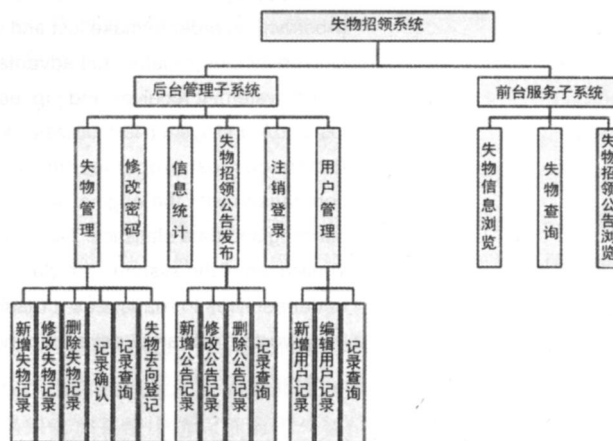 失物招领系统
后台管理子系统
前台服务子系统
失物管理
修改密码
信息统计
失物招领公告发布
注销登录
用户管理
失物信息浏览
失物查询
失物招领公告浏览
新增失物记录
修改失物记录
删除失物记录
记录确认
记录查询
失物去向登记
新增公告记录
修改公告记录
删除公告记录
记录查询
新增用户记录
编辑用户记录
记录查询